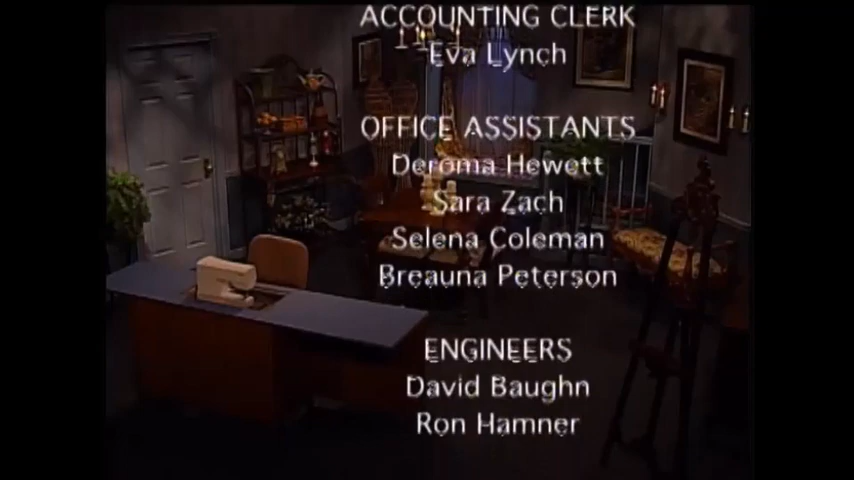 ACCOUNTING CLERK
Eva Lynch
OFFICE ASSISTANTS
Deroma Hewett
Sara Zach
Selena Coleman
Breauna Peterson
ENGINEERS
David Baughn
Ron Hamner